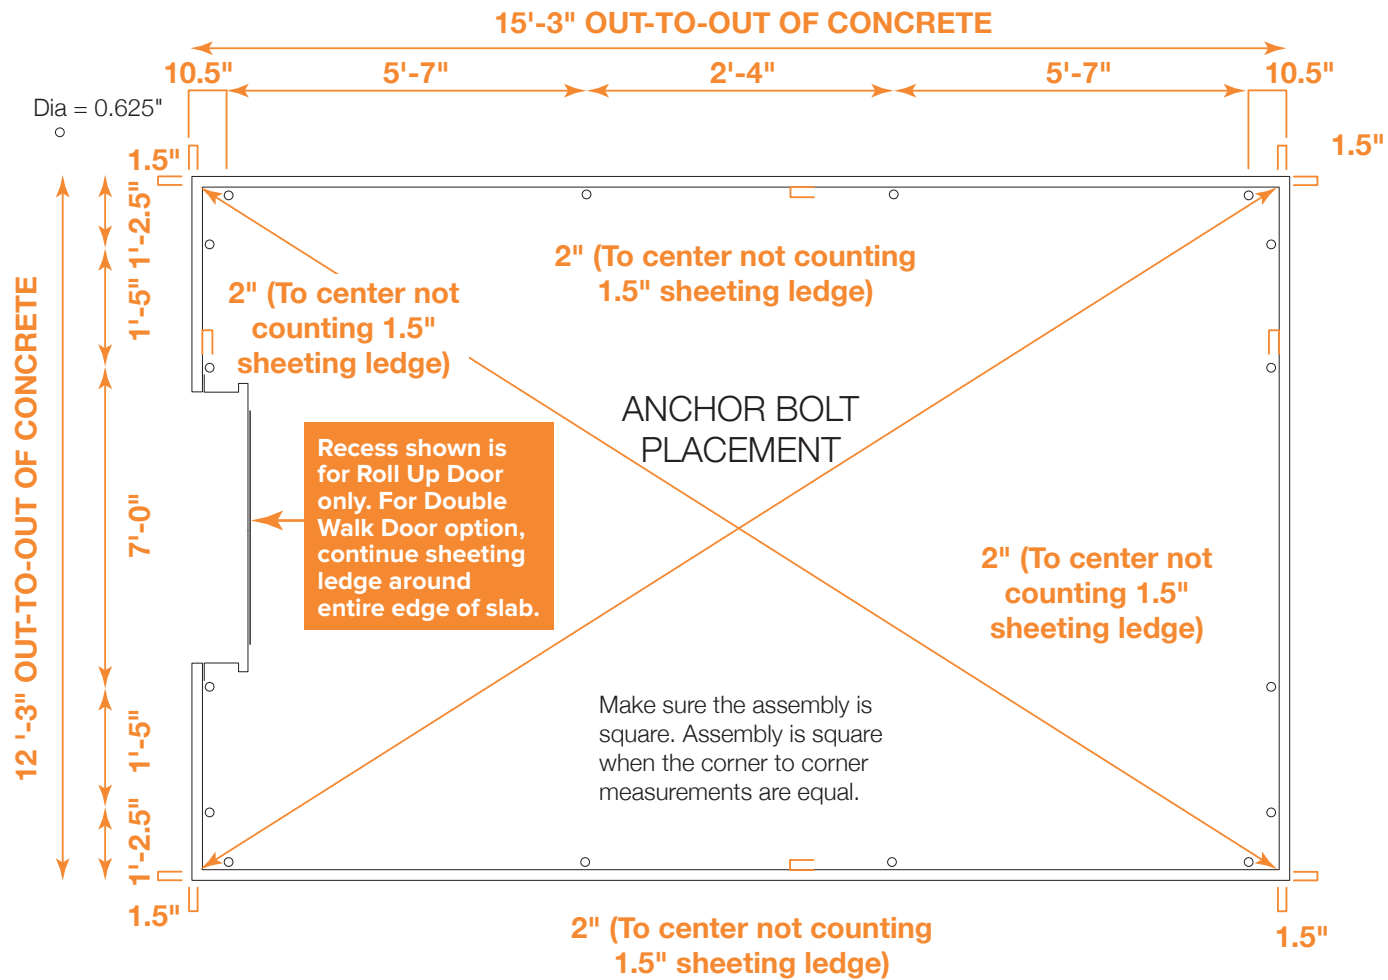 15'-3" OUT-TO-OUT OF CONCRETE
10.5"
5'-7"
2'-4"
5'-7"
10.5"
Dia = 0.625"
1.5"
1.5"
12 '-3" OUT-TO-OUT OF CONCRETE
1'-2.5"
1'-5"
7'-0"
1'-5"
1'-2.5"
2" (To center not counting
1.5" sheeting ledge)
2" (To center not
counting 1.5"
sheeting ledge)
ANCHOR BOLT
PLACEMENT
Recess shown is
for Roll Up Door
only. For Double
Walk Door option,
continue sheeting
ledge around
entire edge of slab.
2" (To center not
counting 1.5"
sheeting ledge)
Make sure the assembly is
square. Assembly is square
when the corner to corner
measurements are equal.
1.5"
2" (To center not counting
1.5" sheeting ledge)
1.5"